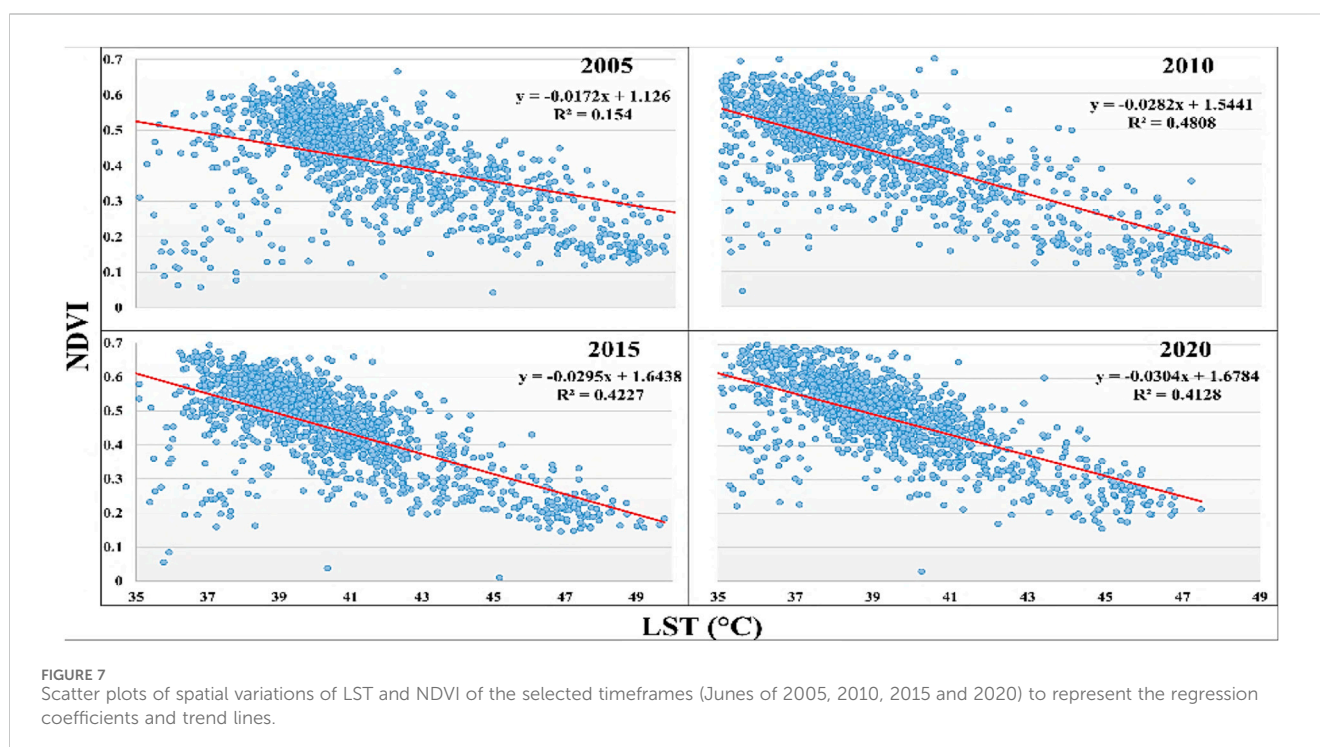 0.7
0.6
0.5
0.4
0.3
0.2
0.1
0
2005
y = -0.0172x + 1.126
R² = 0.154
2010
y = -0.0282x + 1.5441
R² = 0.4808
NDVI
0.7
0.6
0.5
0.4
0.3
0.2
0.1
0
2015
y = -0.0295x + 1.6438
R² = 0.4227
2020
y = -0.0304x + 1.6784
R² = 0.4128
35 37 39 41 43 45 47 49
35 37 39 41 43 45 47 49
LST (°C)
FIGURE 7
Scatter plots of spatial variations of LST and NDVI of the selected timeframes (Junes of 2005, 2010, 2015 and 2020) to represent the regression
coefficients and trend lines.